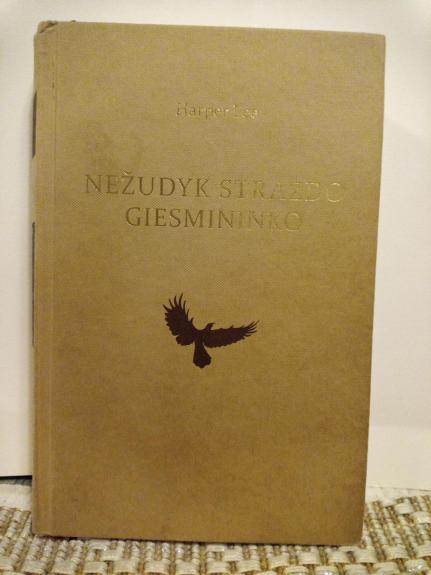 Harper Lee
NEŽUDYK STRAZDO
GIESMININKO